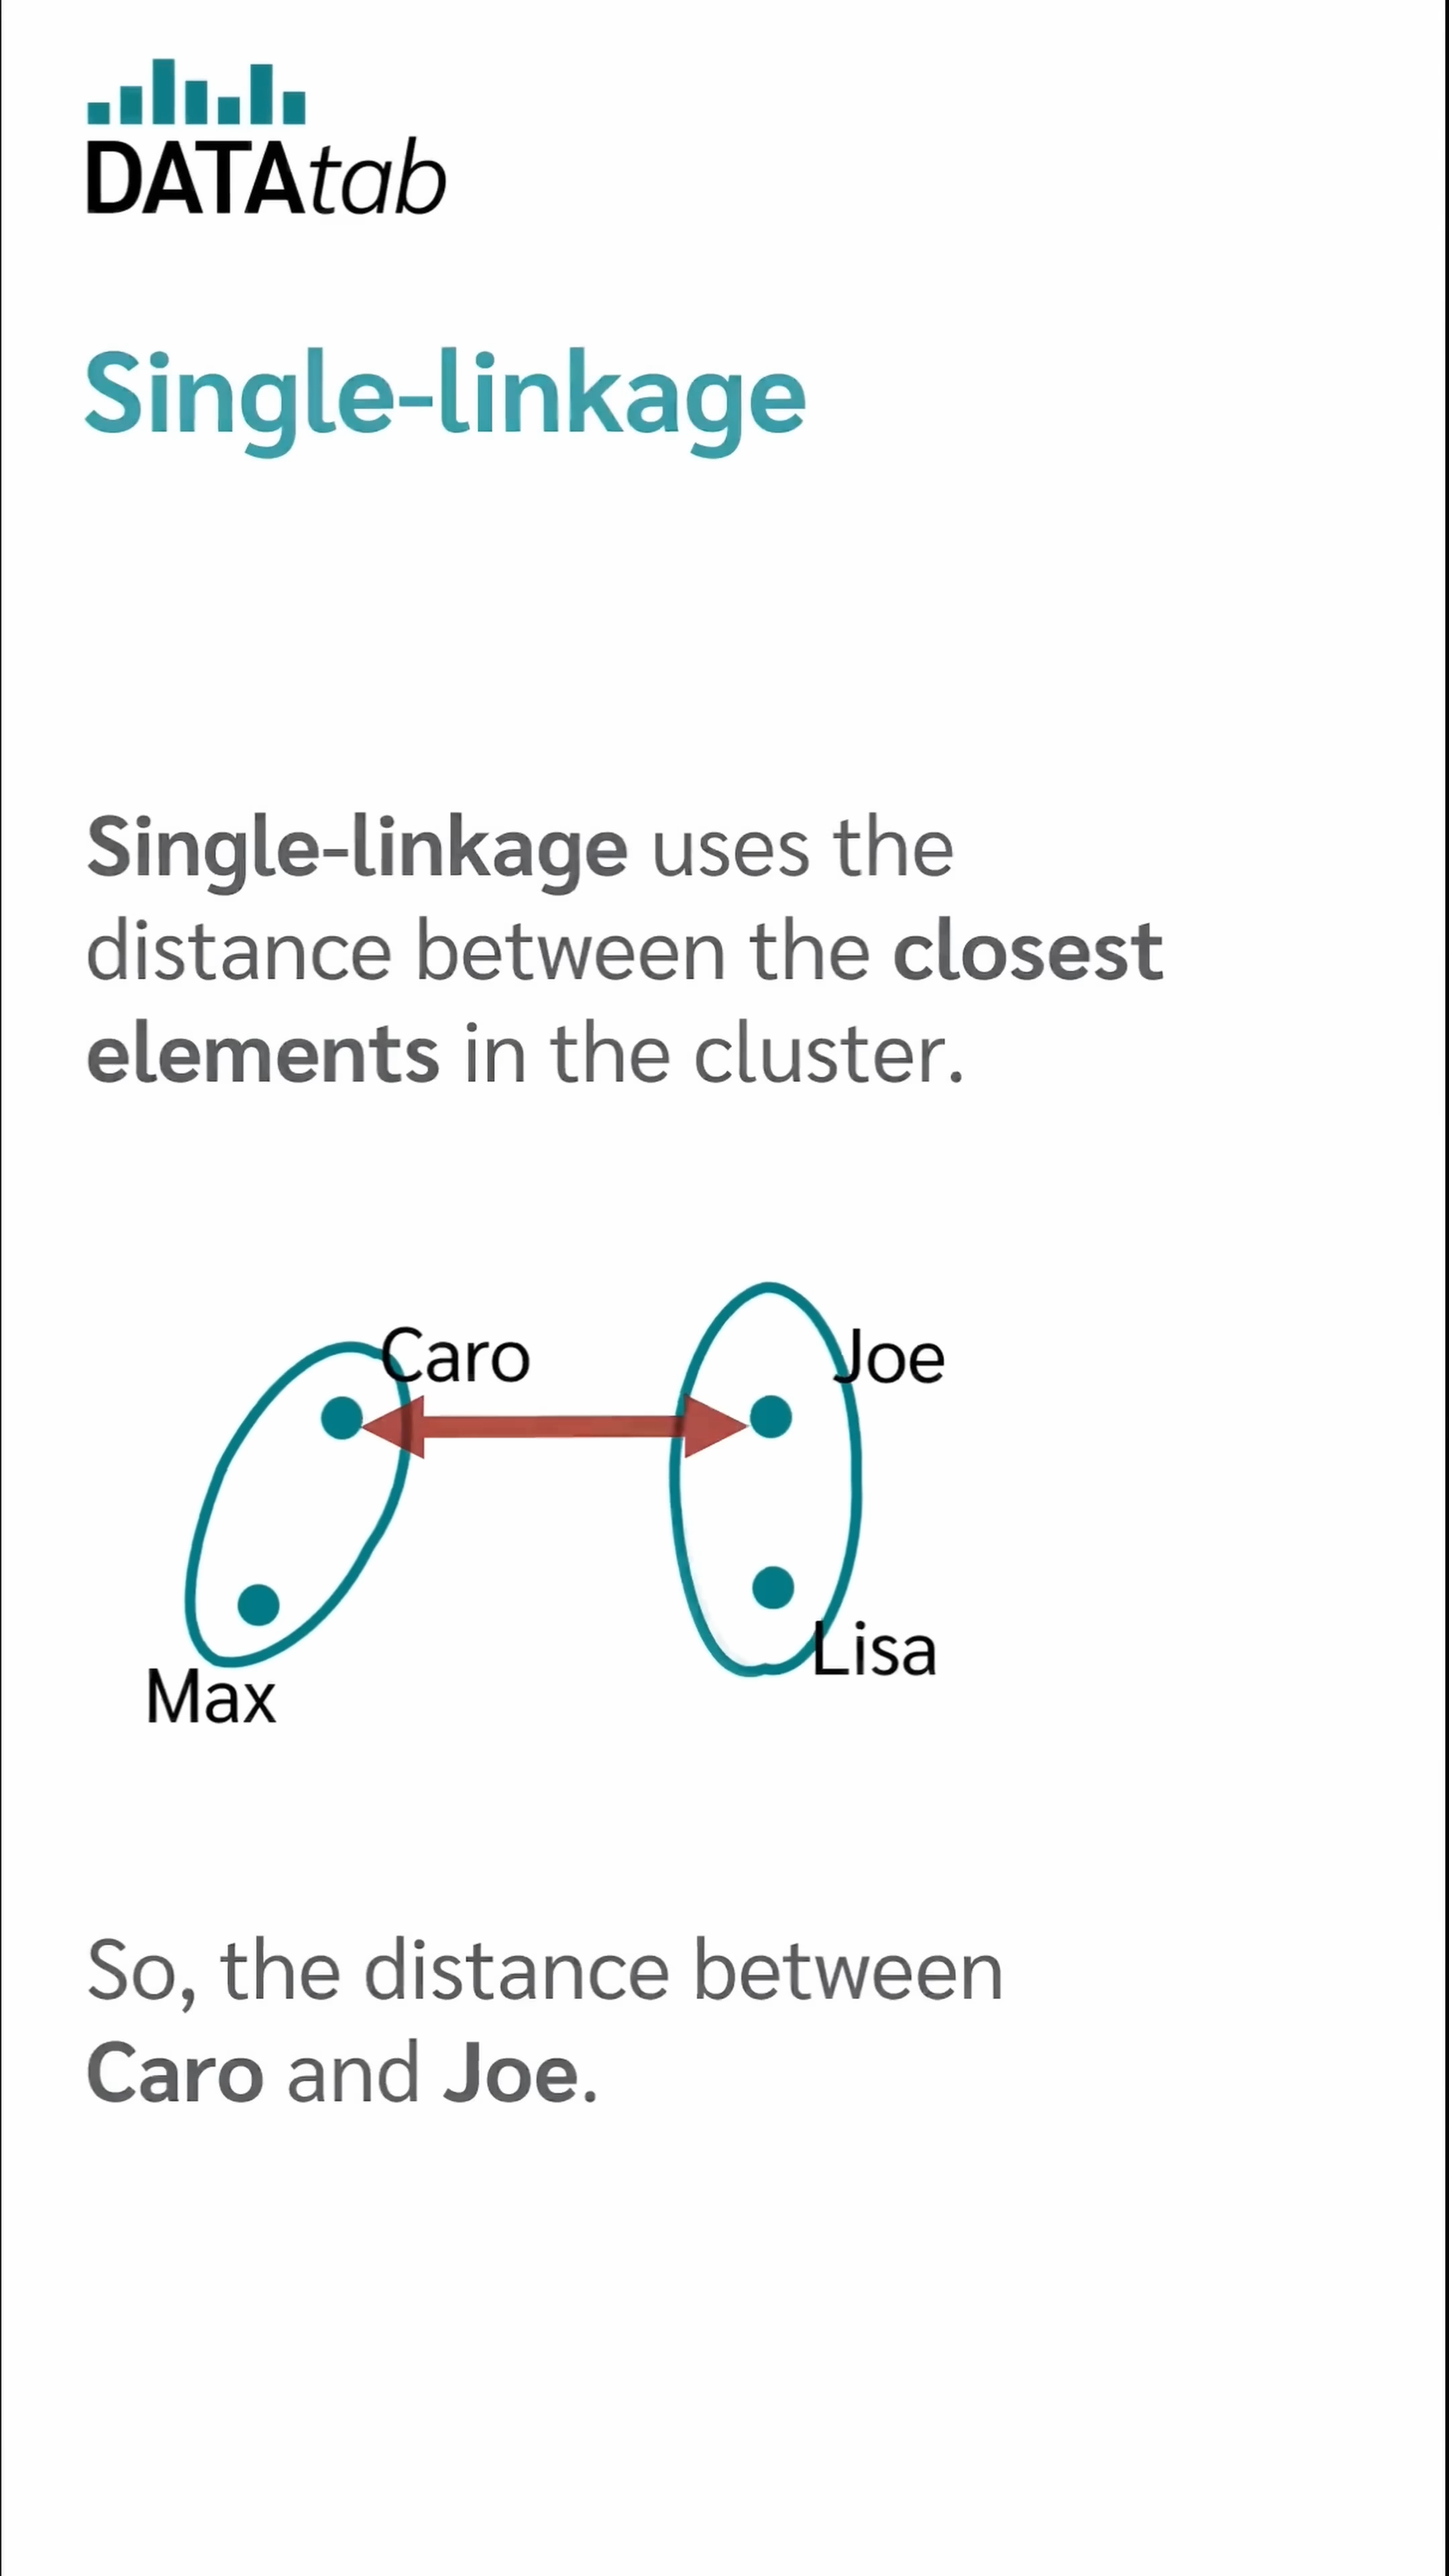 DATAtab
Single-linkage
Single-linkage uses the
distance between the closest
elements in the cluster.
Caro
Joe
Lisa
Max
So, the distance between
Caro and Joe.